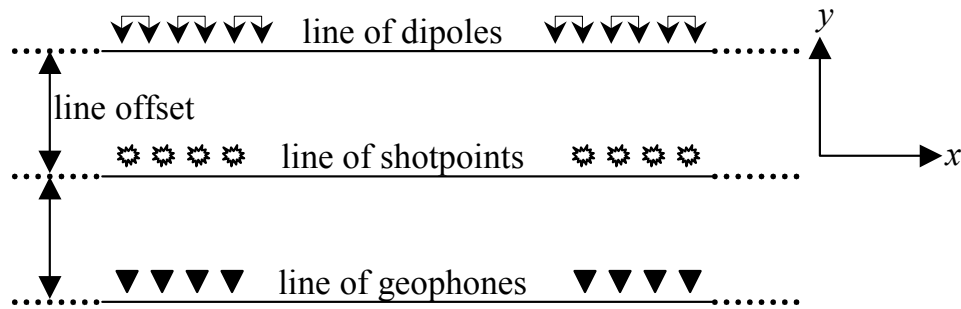 line of dipoles
y
line offset
line of shotpoints
x
line of geophones